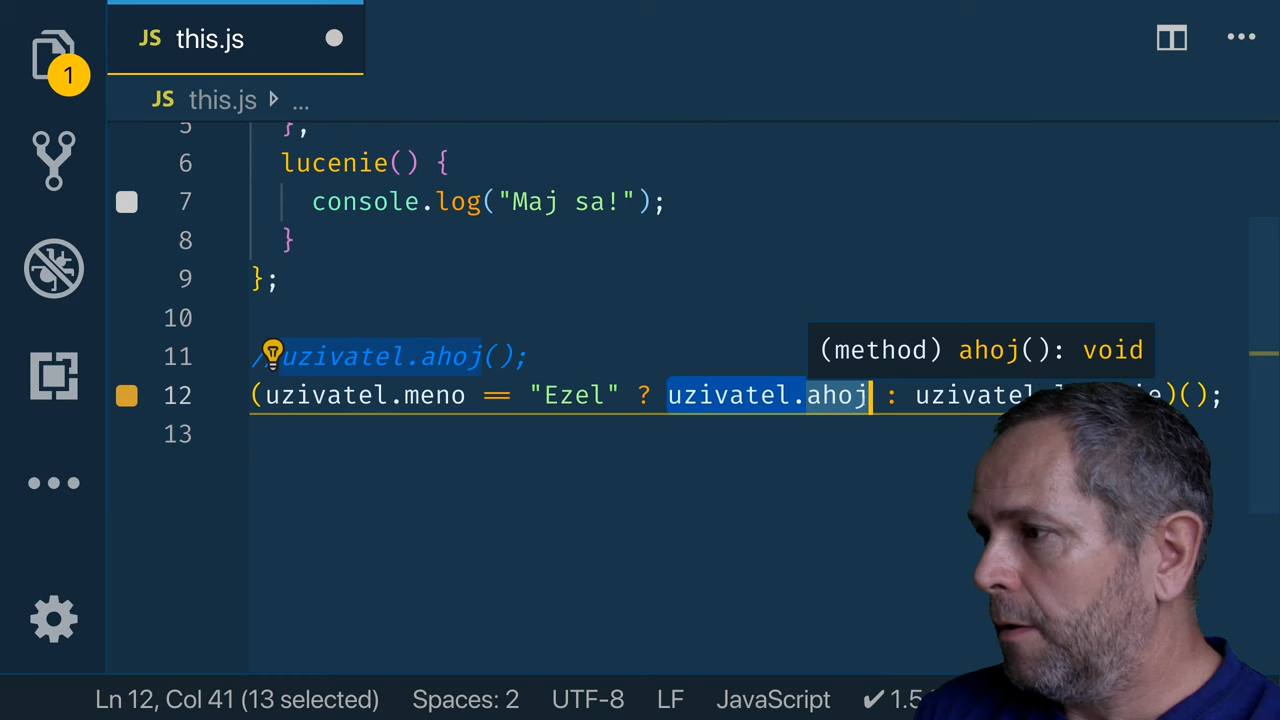 JS this.js
1
JS this.js ...
5 },
6 lucenie() {
7 console.log("Maj sa!");
8 }
9 };
10
(method) ahoj(): void
11 //uzivatel.ahoj();
12 (uzivatel.meno == "Ezel" ? uzivatel.ahoj : )();
13
Ln 12, Col 41 (13 selected) Spaces: 2 UTF-8 LF JavaScript ✔ 1.5